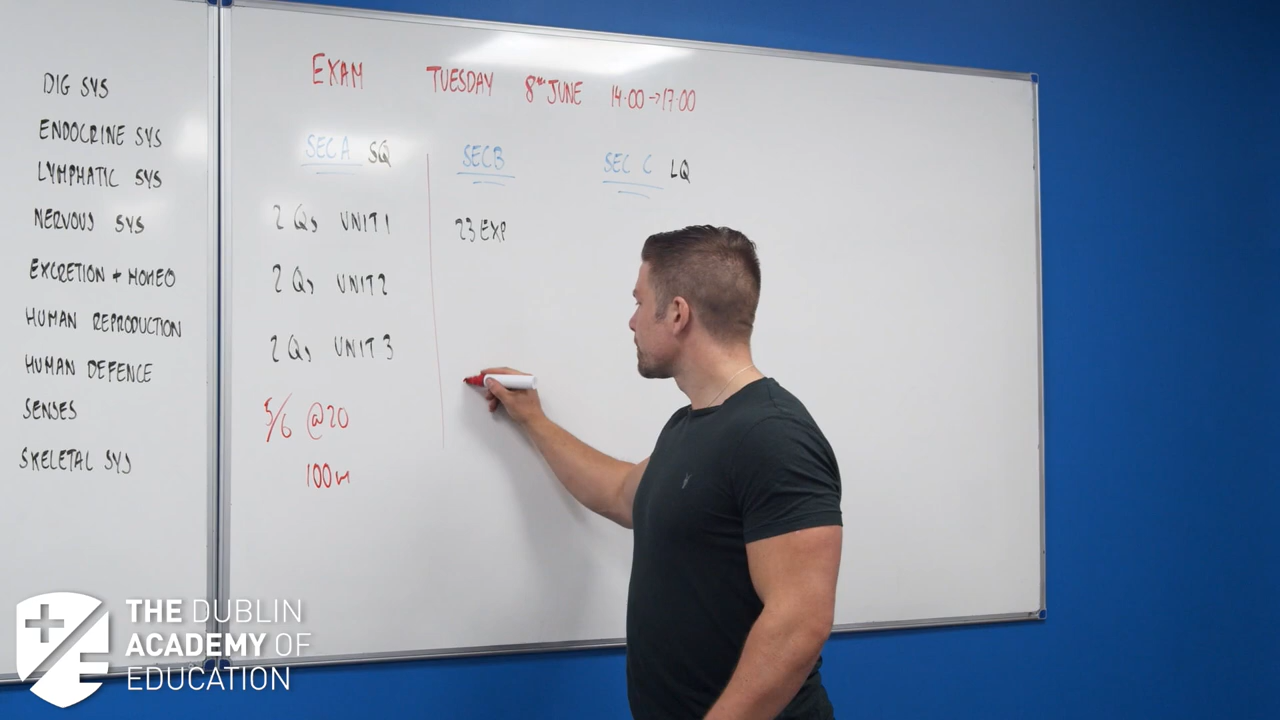 DIG SYS
ENDOCRINE SYS
LYMPHATIC SYS
NERVOUS SYS
EXCRETION + HOMEO
HUMAN REPRODUCTION
HUMAN DEFENCE
SENSES
SKELETAL SYS
EXAM TUESDAY 8TH JUNE 14:00→17:00
SEC A SQ
2 Qs UNIT 1
2 Qs UNIT 2
2 Qs UNIT 3
5/6 @20
100m
SEC B
23 EXP
SEC C LQ
THE DUBLIN
ACADEMY OF
EDUCATION